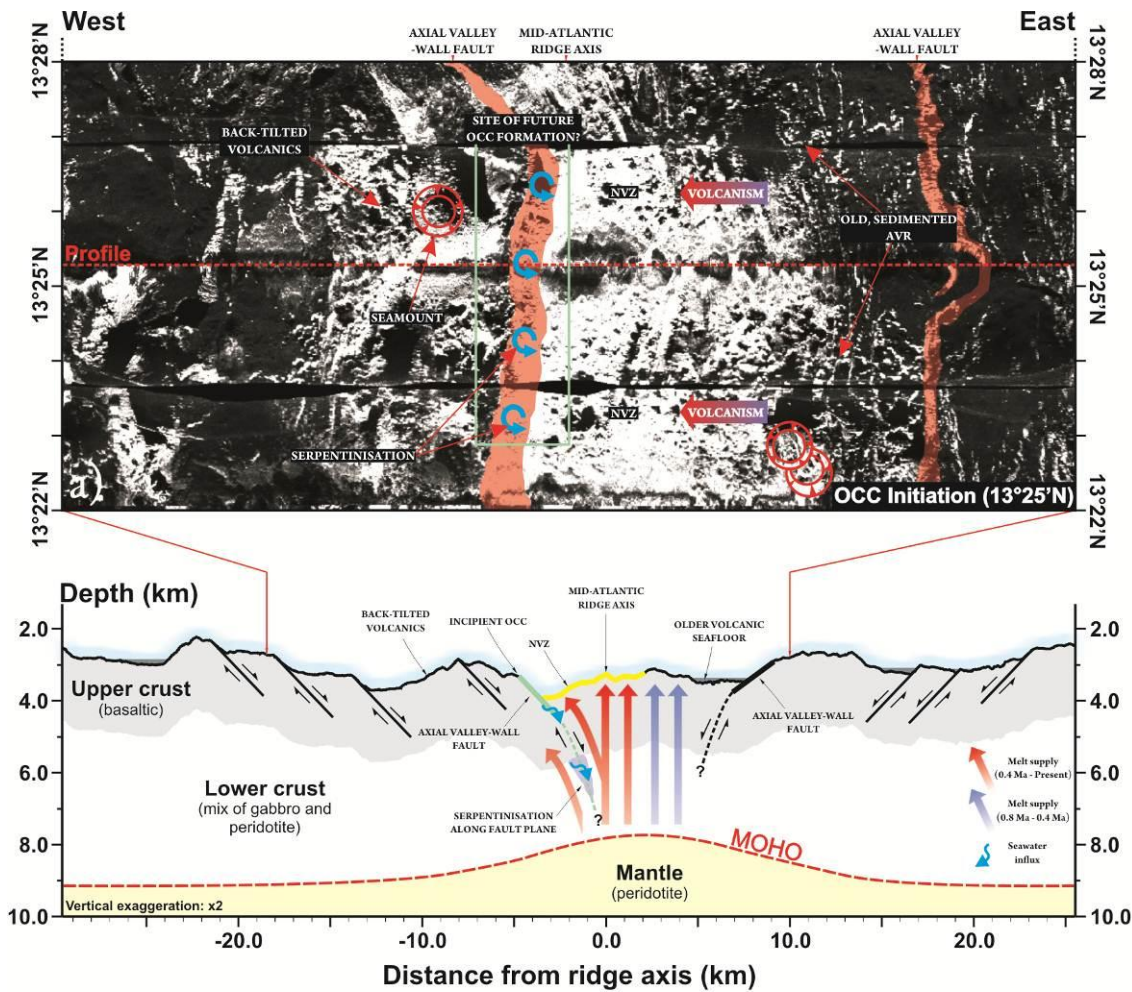 West
East
AXIAL VALLEY
-WALL FAULT
MID-ATLANTIC
RIDGE AXIS
AXIAL VALLEY
-WALL FAULT
13°28'N
13°28'N
SITE OF FUTURE
OCC FORMATION?
BACK-TILTED
VOLCANICS
NVZ
VOLCANISM
OLD, SEDIMENTED
AVR
Profile
13°25'N
13°25'N
SEAMOUNT
NVZ
VOLCANISM
SERPENTINISATION
a)
OCC Initiation (13°25'N)
13°22'N
13°22'N
Depth (km)
MID-ATLANTIC
RIDGE AXIS
BACK-TILTED
VOLCANICS
INCIPIENT OCC
NVZ
OLDER VOLCANIC
SEAFLOOR
2.0
2.0
Upper crust
(basaltic)
4.0
4.0
AXIAL VALLEY-WALL
FAULT
AXIAL VALLEY-WALL
FAULT
6.0
6.0
?
Lower crust
(mix of gabbro and
peridotite)
SERPENTINISATION
ALONG FAULT PLANE
?
Melt supply
(0.4 Ma - Present)
Melt supply
(0.8 Ma - 0.4 Ma)
Seawater
influx
8.0
8.0
MOHO
Mantle
(peridotite)
Vertical exaggeration: x2
10.0
10.0
-20.0
-10.0
0.0
10.0
20.0
Distance from ridge axis (km)